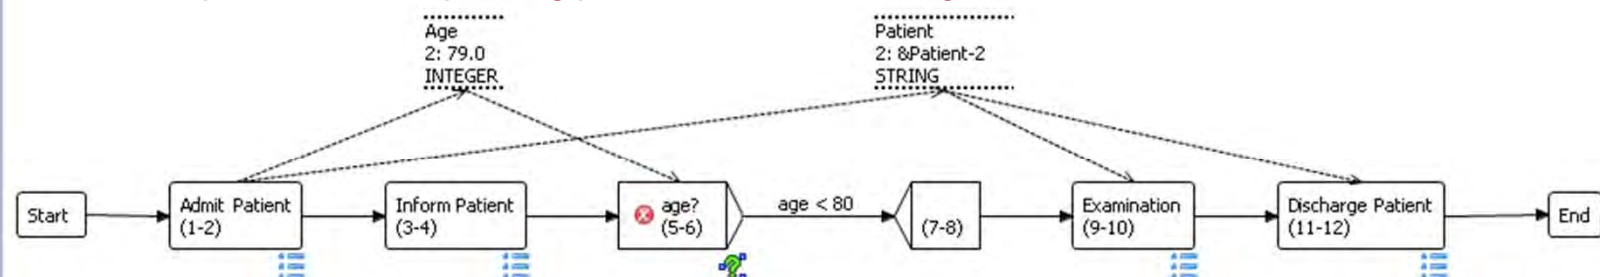 Age
2: 79.0
INTEGER
Patient
2: &Patient-2
STRING
Start
Admit Patient
(1-2)
Inform Patient
(3-4)
age?
(5-6)
age < 80
(7-8)
Examination
(9-10)
Discharge Patient
(11-12)
End